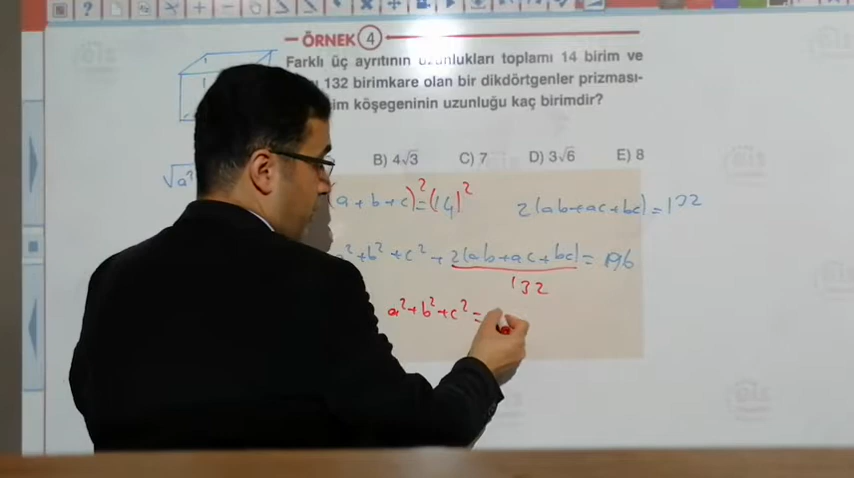 ÖRNEK 4
Farklı üç ayrıtının uzunlukları toplamı 14 birim ve
132 birimkare olan bir dikdörtgenler prizması-
köşegeninin uzunluğu kaç birimdir?
B) 4√3 C) 7 D) 3√6 E) 8
√a²
(a + b + c)² = (14)² 2(ab+ac+bc) = 132
a² + b² + c² + 2(ab+ac+bc) = 196
132
a² + b² + c² =